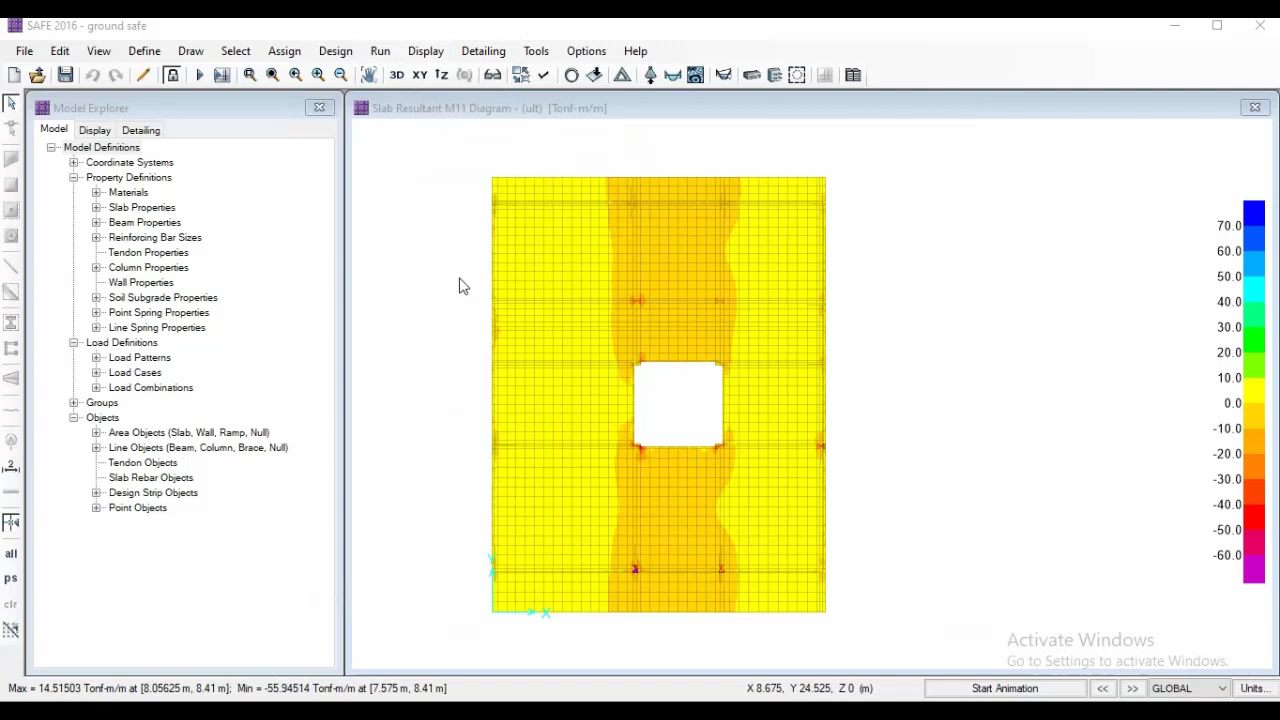 SAFE 2016 - ground safe
File Edit View Define Draw Select Assign Design Run Display Detailing Tools Options Help
3D XY ↑Z
Model Explorer
Slab Resultant M11 Diagram - (ult) [Tonf-m/m]
Model Display Detailing
Model Definitions
Coordinate Systems
Property Definitions
Materials
Slab Properties
Beam Properties
Reinforcing Bar Sizes
Tendon Properties
Column Properties
Wall Properties
Soil Subgrade Properties
Point Spring Properties
Line Spring Properties
Load Definitions
Load Patterns
Load Cases
Load Combinations
Groups
Objects
Area Objects (Slab, Wall, Ramp, Null)
Line Objects (Beam, Column, Brace, Null)
Tendon Objects
Slab Rebar Objects
Design Strip Objects
Point Objects
2
all
ps
clr
70.0
60.0
50.0
40.0
30.0
20.0
10.0
0.0
-10.0
-20.0
-30.0
-40.0
-50.0
-60.0
Y
X
Activate Windows
Go to Settings to activate Windows.
Max = 14.51503 Tonf-m/m at [8.05625 m, 8.41 m]; Min = -55.94514 Tonf-m/m at [7.575 m, 8.41 m]
X 8.675, Y 24.525, Z 0 (m)
Start Animation
<< >>
GLOBAL
Units...